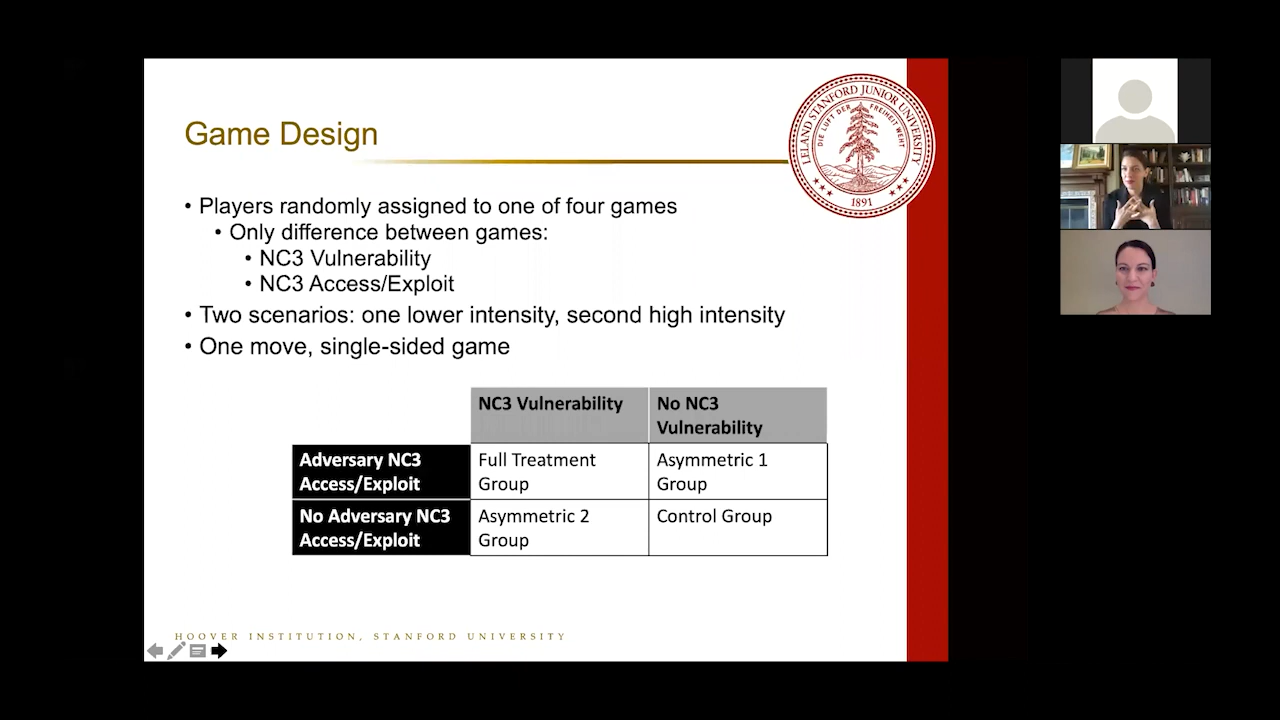 Game Design
LELAND STANFORD JUNIOR UNIVERSITY
DIE LUFT DER FREIHEIT WEHT
1891
• Players randomly assigned to one of four games
• Only difference between games:
• NC3 Vulnerability
• NC3 Access/Exploit
• Two scenarios: one lower intensity, second high intensity
• One move, single-sided game
NC3 Vulnerability
No NC3
Vulnerability
Adversary NC3
Access/Exploit
Full Treatment
Group
Asymmetric 1
Group
No Adversary NC3
Access/Exploit
Asymmetric 2
Group
Control Group
HOOVER INSTITUTION, STANFORD UNIVERSITY